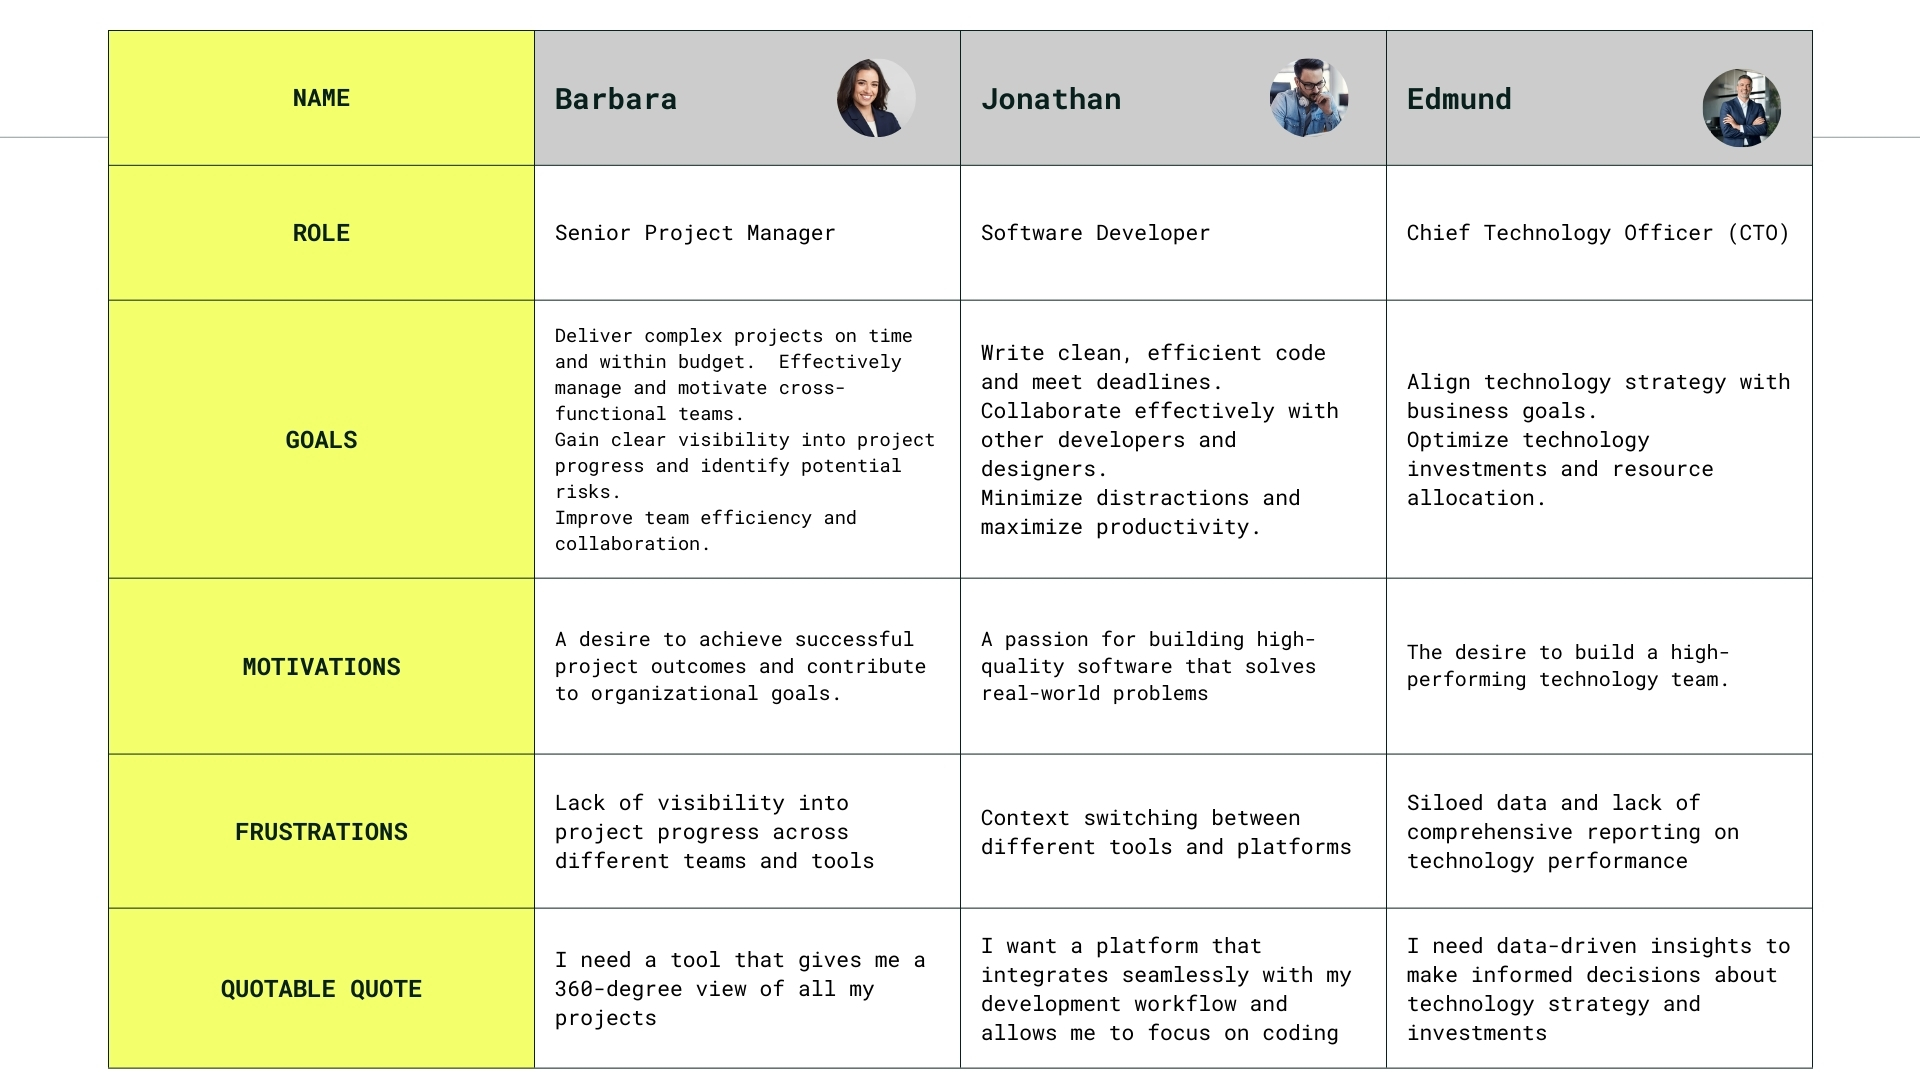 NAME
Barbara
Jonathan
Edmund
ROLE
Senior Project Manager
Software Developer
Chief Technology Officer (CTO)
GOALS
Deliver complex projects on time
and within budget.  Effectively
manage and motivate cross-
functional teams.
Gain clear visibility into project
progress and identify potential
risks.
Improve team efficiency and
collaboration.
Write clean, efficient code
and meet deadlines.
Collaborate effectively with
other developers and
designers.
Minimize distractions and
maximize productivity.
Align technology strategy with
business goals.
Optimize technology
investments and resource
allocation.
MOTIVATIONS
A desire to achieve successful
project outcomes and contribute
to organizational goals.
A passion for building high-
quality software that solves
real-world problems
The desire to build a high-
performing technology team.
FRUSTRATIONS
Lack of visibility into
project progress across
different teams and tools
Context switching between
different tools and platforms
Siloed data and lack of
comprehensive reporting on
technology performance
QUOTABLE QUOTE
I need a tool that gives me a
360-degree view of all my
projects
I want a platform that
integrates seamlessly with my
development workflow and
allows me to focus on coding
I need data-driven insights to
make informed decisions about
technology strategy and
investments